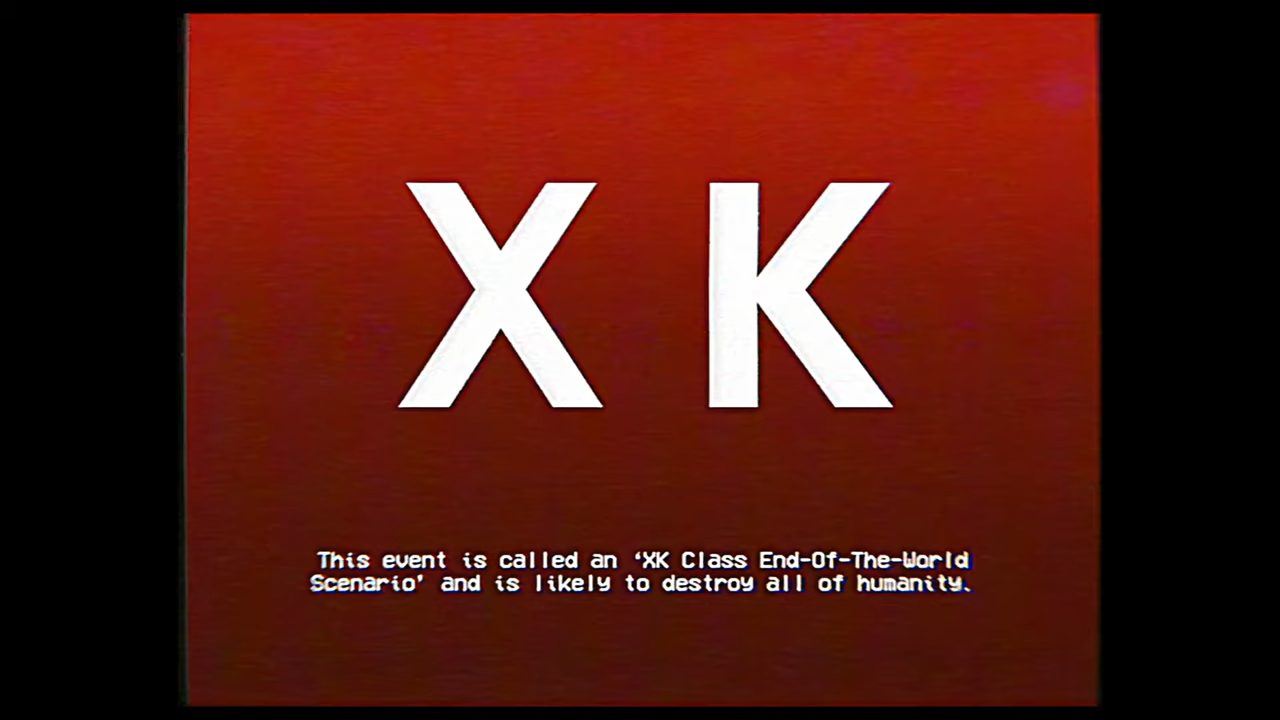 X K
This event is called an ‘XK Class End-Of-The-World
Scenario’ and is likely to destroy all of humanity.